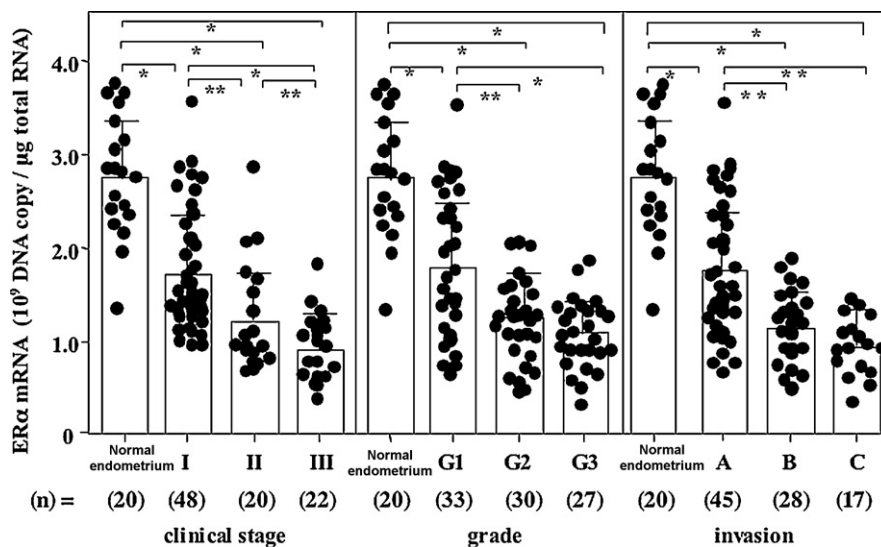 ERα mRNA (10⁹ DNA copy / μg total RNA)
4.0
3.0
2.0
1.0
0
* * *
* * *
* * * * * **
** ** ** * **
Normal endometrium I II III Normal endometrium G1 G2 G3 Normal endometrium A B C
(n) = (20) (48) (20) (22) (20) (33) (30) (27) (20) (45) (28) (17)
clinical stage grade invasion